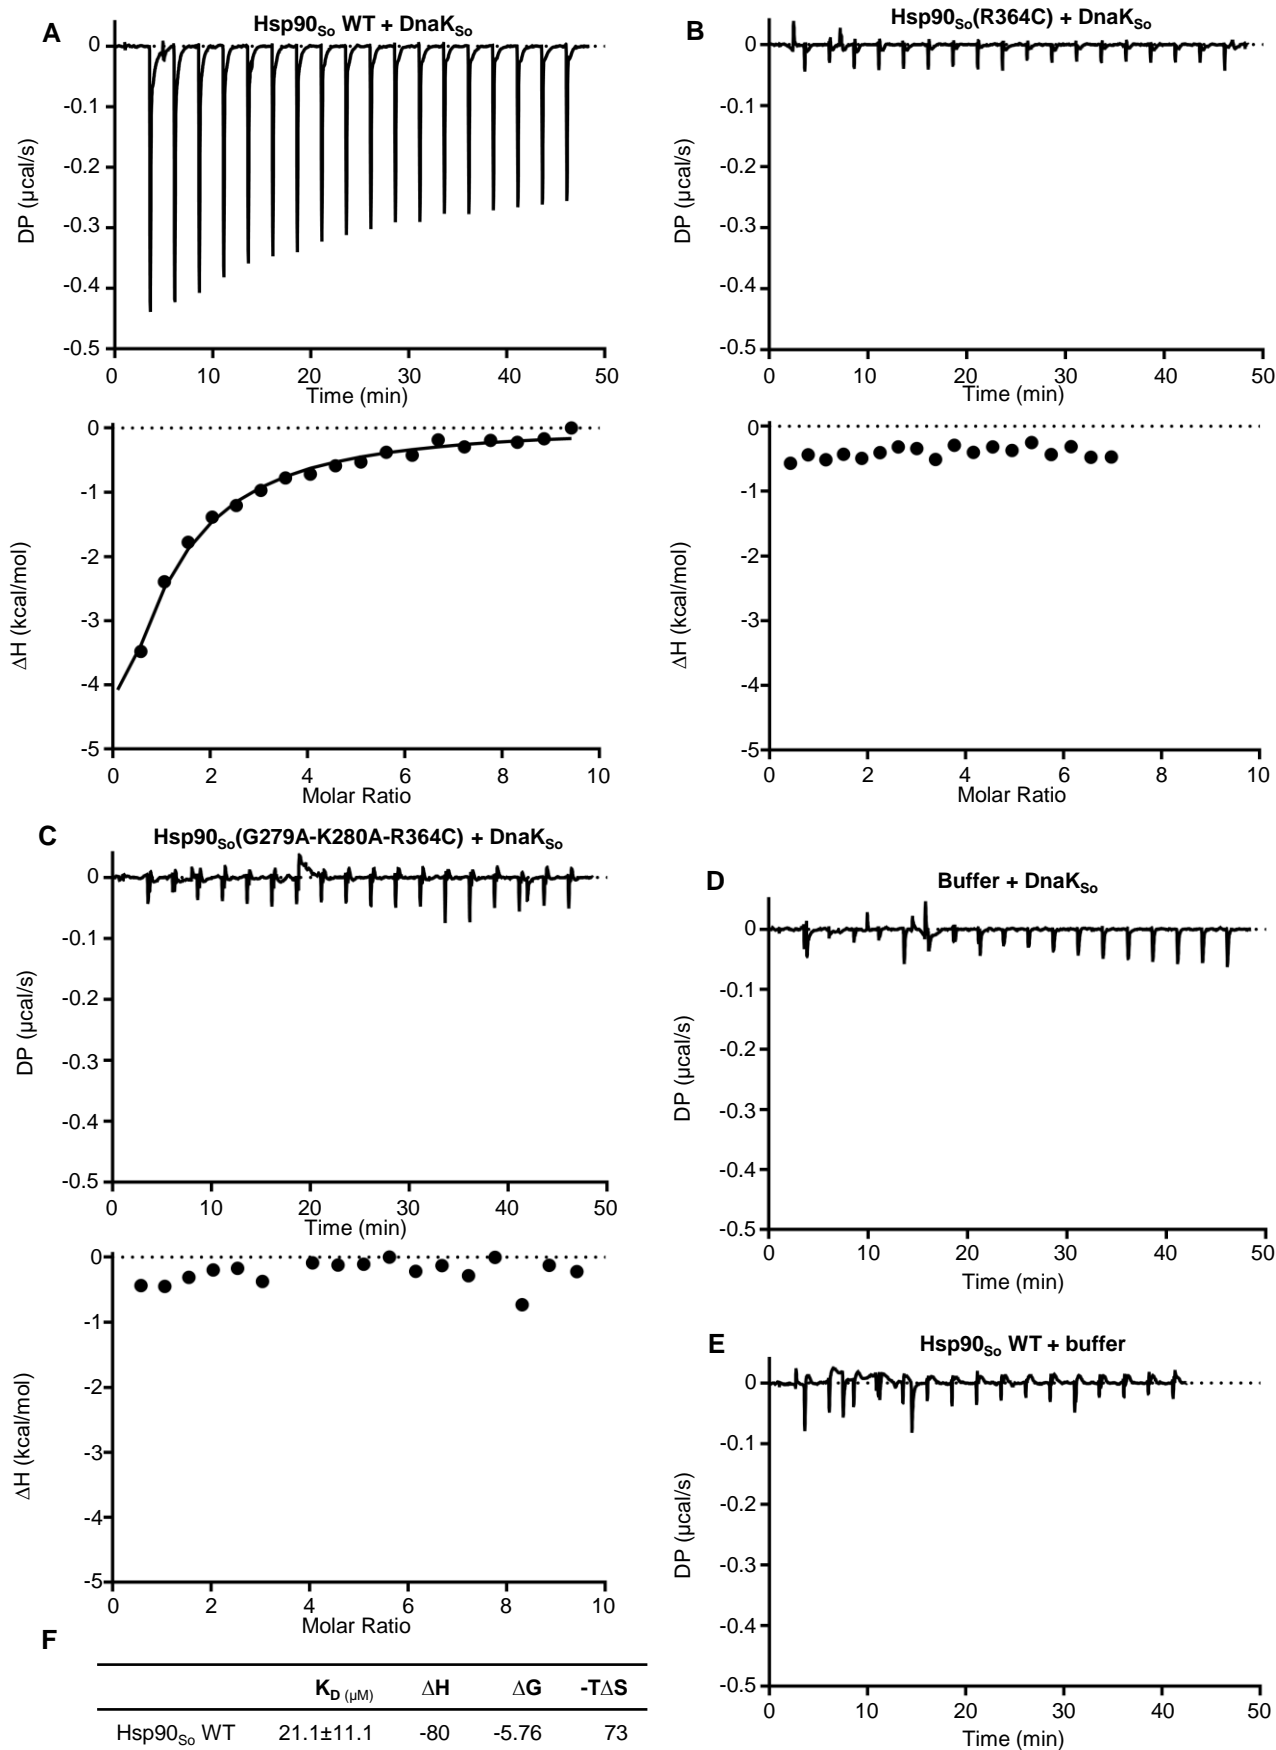 A
Hsp90So WT + DnaKSo
0
-0.1
-0.2
-0.3
-0.4
-0.5
DP (µcal/s)
0 10 20 30 40 50
Time (min)
0
-1
-2
-3
-4
-5
ΔH (kcal/mol)
0 2 4 6 8 10
Molar Ratio
B
Hsp90So(R364C) + DnaKSo
0
-0.1
-0.2
-0.3
-0.4
-0.5
DP (µcal/s)
0 10 20 30 40 50
Time (min)
0
-1
-2
-3
-4
-5
ΔH (kcal/mol)
0 2 4 6 8 10
Molar Ratio
C
Hsp90So(G279A-K280A-R364C) + DnaKSo
0
-0.1
-0.2
-0.3
-0.4
-0.5
DP (µcal/s)
0 10 20 30 40 50
Time (min)
0
-1
-2
-3
-4
-5
ΔH (kcal/mol)
0 2 4 6 8 10
Molar Ratio
D
Buffer + DnaKSo
0
-0.1
-0.2
-0.3
-0.4
-0.5
DP (µcal/s)
0 10 20 30 40 50
Time (min)
E
Hsp90So WT + buffer
0
-0.1
-0.2
-0.3
-0.4
-0.5
DP (µcal/s)
0 10 20 30 40 50
Time (min)
F
KD (µM) ΔH ΔG -TΔS
Hsp90So WT 21.1±11.1 -80 -5.76 73